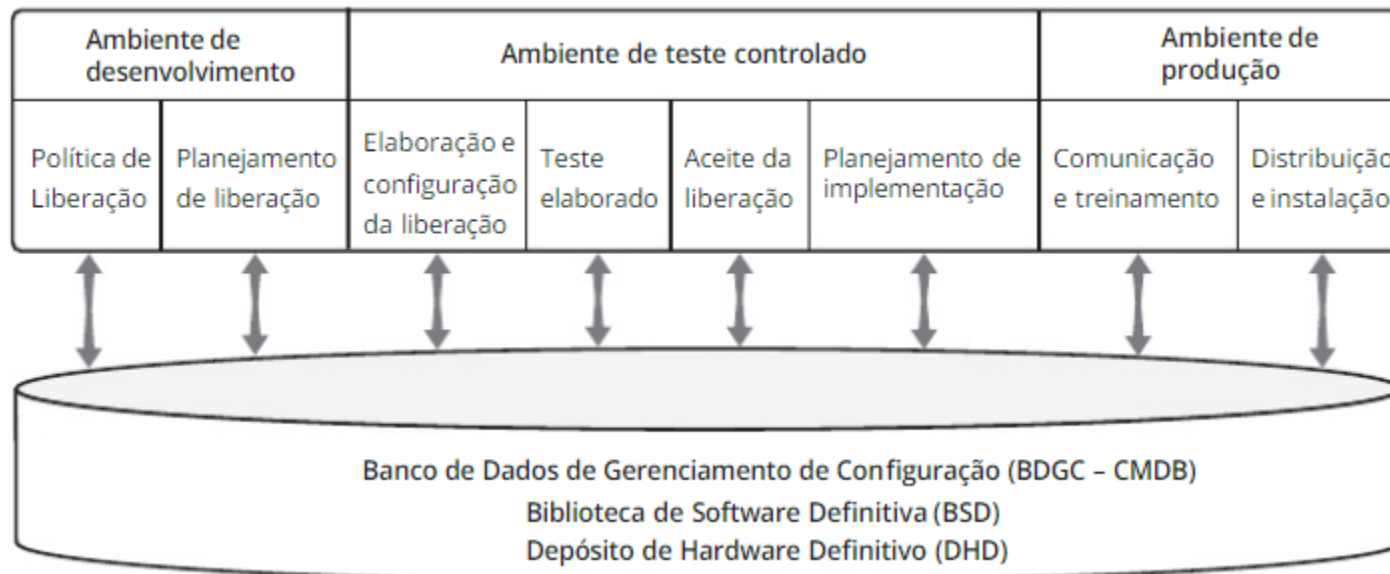 Ambiente de
desenvolvimento
Ambiente de teste controlado
Ambiente de
produção
Política de
Liberação
Planejamento
de liberação
Elaboração e
configuração
da liberação
Teste
elaborado
Aceite da
liberação
Planejamento de
implementação
Comunicação
e treinamento
Distribuição
e instalação
Banco de Dados de Gerenciamento de Configuração (BDGC – CMDB)
Biblioteca de Software Definitiva (BSD)
Depósito de Hardware Definitivo (DHD)